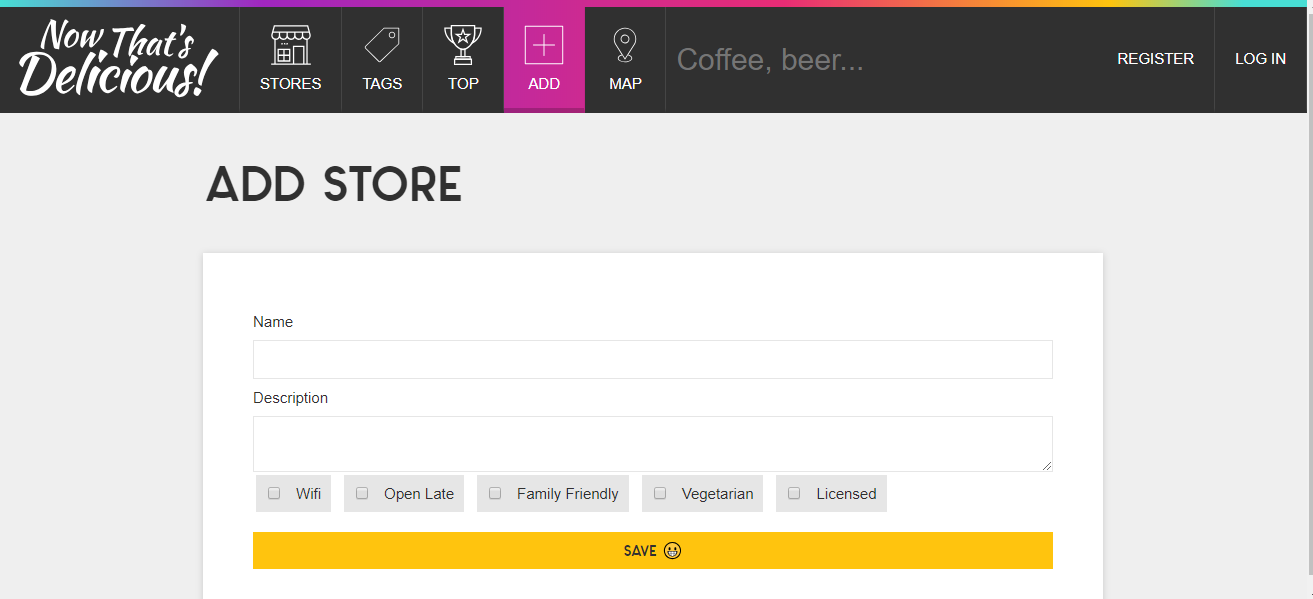 Now That's
Delicious!
STORES
TAGS
TOP
ADD
MAP
Coffee, beer...
REGISTER
LOG IN
ADD STORE
Name
Description
Wifi
Open Late
Family Friendly
Vegetarian
Licensed
SAVE 😀